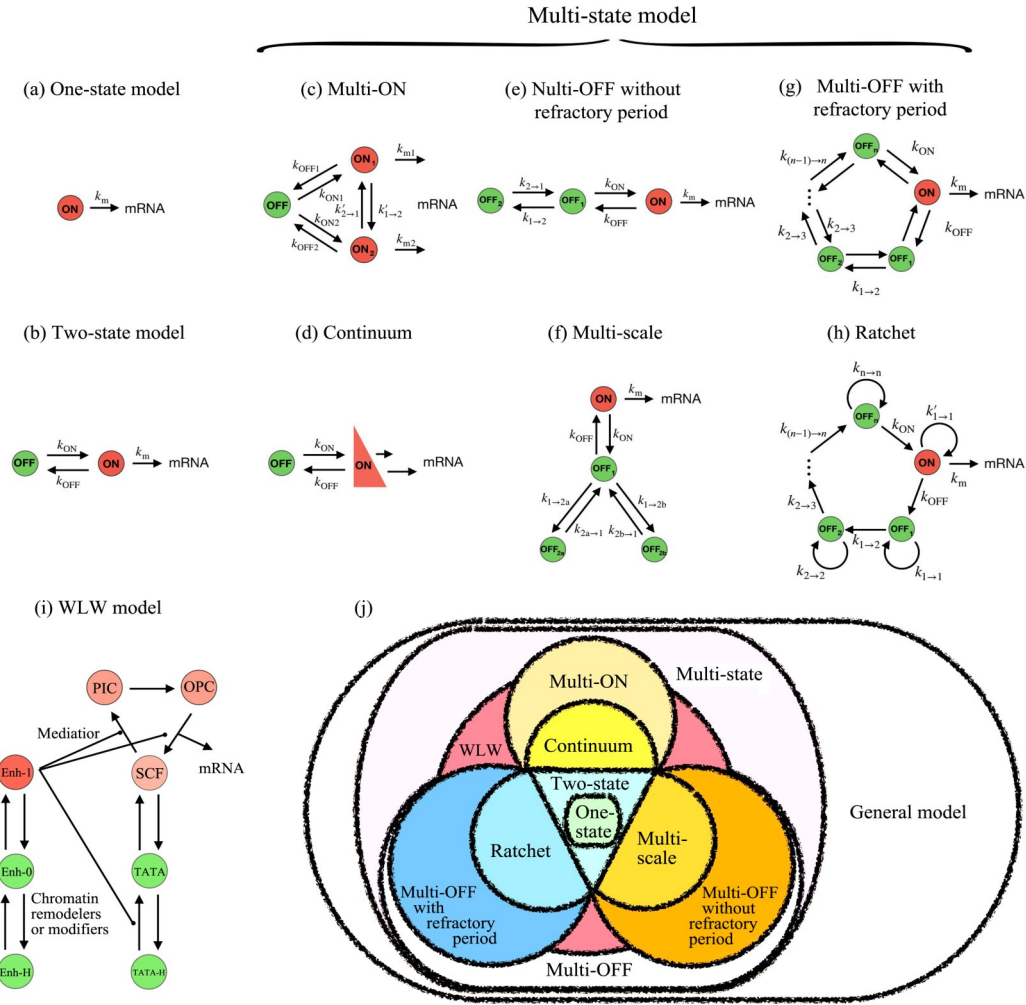 Multi-state model
(a) One-state model
ON
k_m
mRNA
(c) Multi-ON
OFF
ON_1
ON_2
k_OFF1
k_ON1
k_ON2
k_OFF2
k'_2→1
k'_1→2
k_m1
k_m2
mRNA
(e) Nulti-OFF without
refractory period
OFF_2
k_2→1
k_1→2
OFF_1
k_ON
k_OFF
ON
k_m
mRNA
(g) Multi-OFF with
refractory period
k_(n−1)→n
OFF_n
k_ON
ON
k_m
mRNA
k_OFF
k_2→3
k_2→3
OFF_2
OFF_1
k_1→2
(b) Two-state model
OFF
k_ON
k_OFF
ON
k_m
mRNA
(d) Continuum
OFF
k_ON
k_OFF
ON
mRNA
(f) Multi-scale
ON
k_m
mRNA
k_OFF
k_ON
OFF_1
k_1→2a
k_2a→1
k_2b→1
k_1→2b
OFF_2a
OFF_2b
(h) Ratchet
k_n→n
OFF_n
k_(n−1)→n
k_ON
k'_1→1
ON
mRNA
k_m
k_OFF
k_2→3
OFF_2
k_1→2
OFF_1
k_2→2
k_1→1
(i) WLW model
PIC
OPC
Mediatior
mRNA
Enh-1
SCF
Enh-0
TATA
Chromatin
remodelers
or modifiers
Enh-H
TATA-H
(j)
Multi-ON
Multi-state
WLW
Continuum
Two-state
One-
state
General model
Ratchet
Multi-
scale
Multi-OFF
with
refractory
period
Multi-OFF
without
refractory
period
Multi-OFF